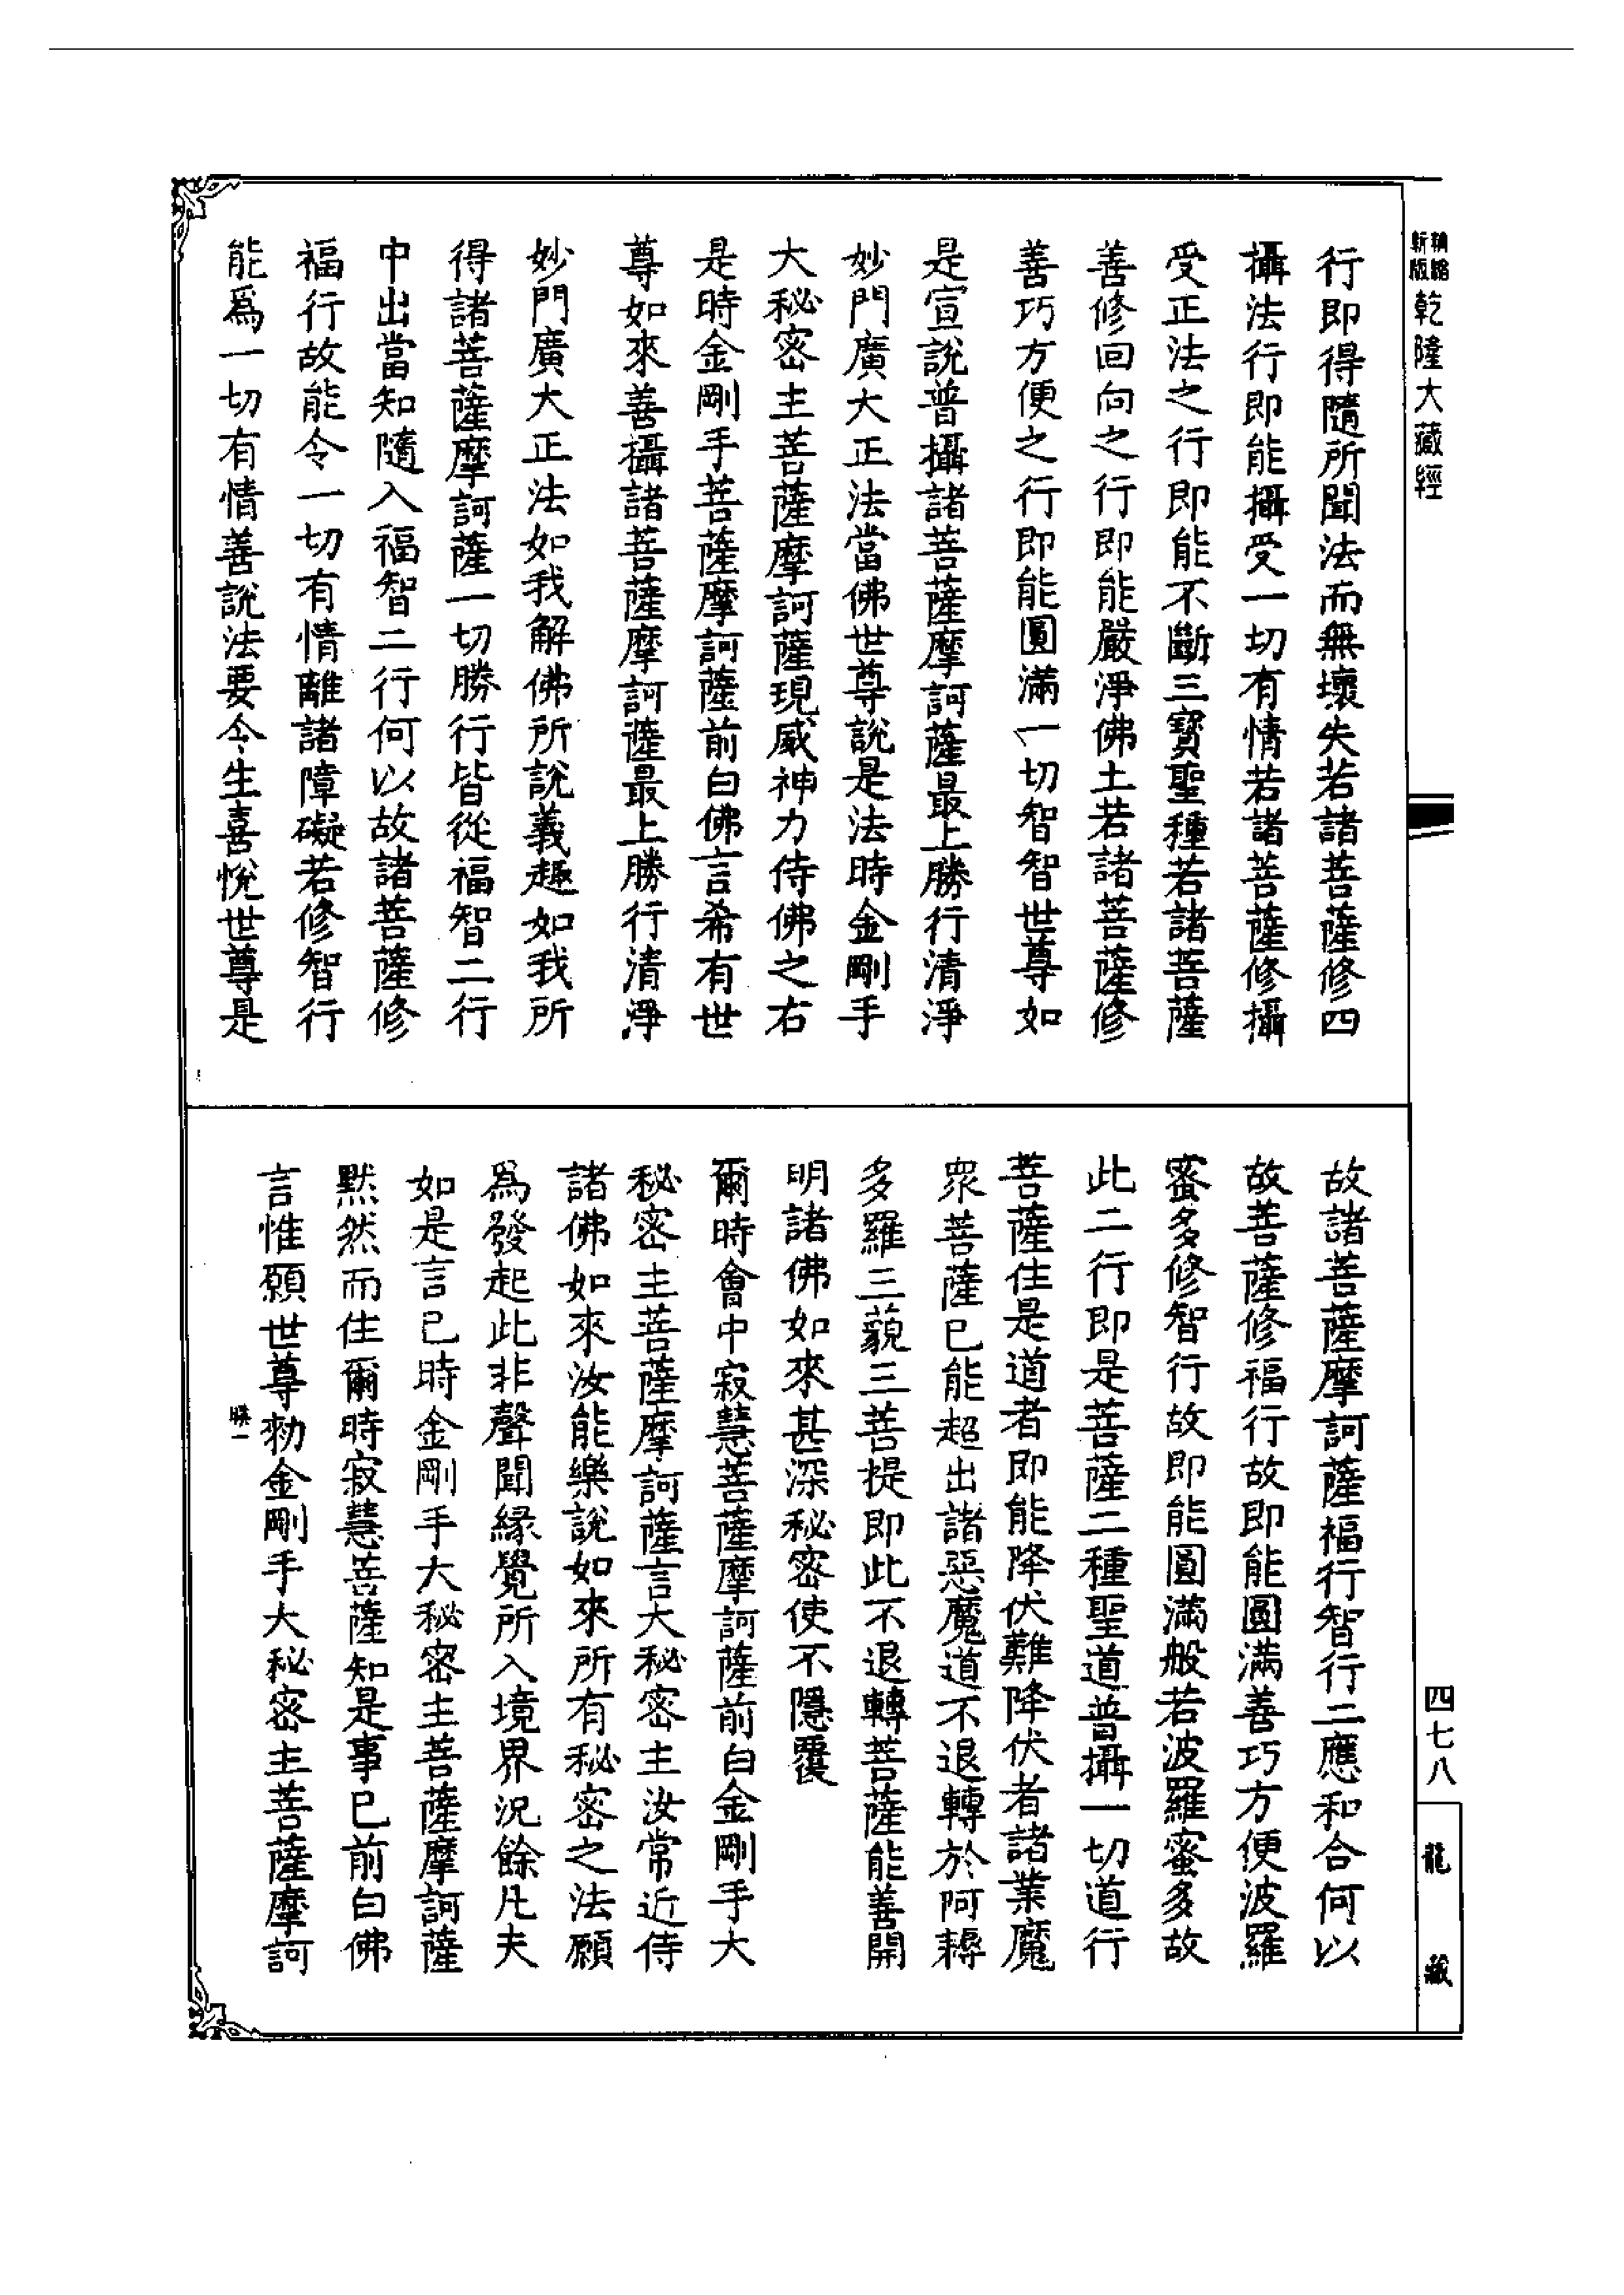 精縮
新版
乾隆大藏經
行即得隨所聞法而無壞失若諸菩薩修四
攝法行即能攝受一切有情若諸菩薩修攝
受正法之行即能不斷三寶聖種若諸菩薩
善修回向之行即能嚴淨佛土若諸菩薩修
善巧方便之行即能圓滿一切智智世尊如
是宣說普攝諸菩薩摩訶薩最上勝行清淨
妙門廣大正法當佛世尊說是法時金剛手
大秘密主菩薩摩訶薩現威神力侍佛之右
是時金剛手菩薩摩訶薩前白佛言希有世
尊如來善攝諸菩薩摩訶薩最上勝行清淨
妙門廣大正法如我解佛所說義趣如我所
得諸菩薩摩訶薩一切勝行皆從福智二行
中出當知隨入福智二行何以故諸菩薩修
福行故能令一切有情離諸障礙若修智行
能爲一切有情善說法要令生喜悅世尊是
故諸菩薩摩訶薩福行智行二應和合何以
故菩薩修福行故即能圓滿善巧方便波羅
蜜多修智行故即能圓滿般若波羅蜜多故
此二行即是菩薩二種聖道普攝一切道行
菩薩住是道者即能降伏難降伏者諸業魔
眾菩薩已能超出諸惡魔道不退轉於阿耨
多羅三藐三菩提即此不退轉菩薩能善開
明諸佛如來甚深秘密使不隱覆
爾時會中寂慧菩薩摩訶薩前白金剛手大
秘密主菩薩摩訶薩言大秘密主汝常近侍
諸佛如來汝能樂說如來所有秘密之法願
爲發起此非聲聞緣覺所入境界況餘凡夫
如是言已時金剛手大秘密主菩薩摩訶薩
默然而住爾時寂慧菩薩知是事已前白佛
言惟願世尊勑金剛手大秘密主菩薩摩訶
四七八
龍藏